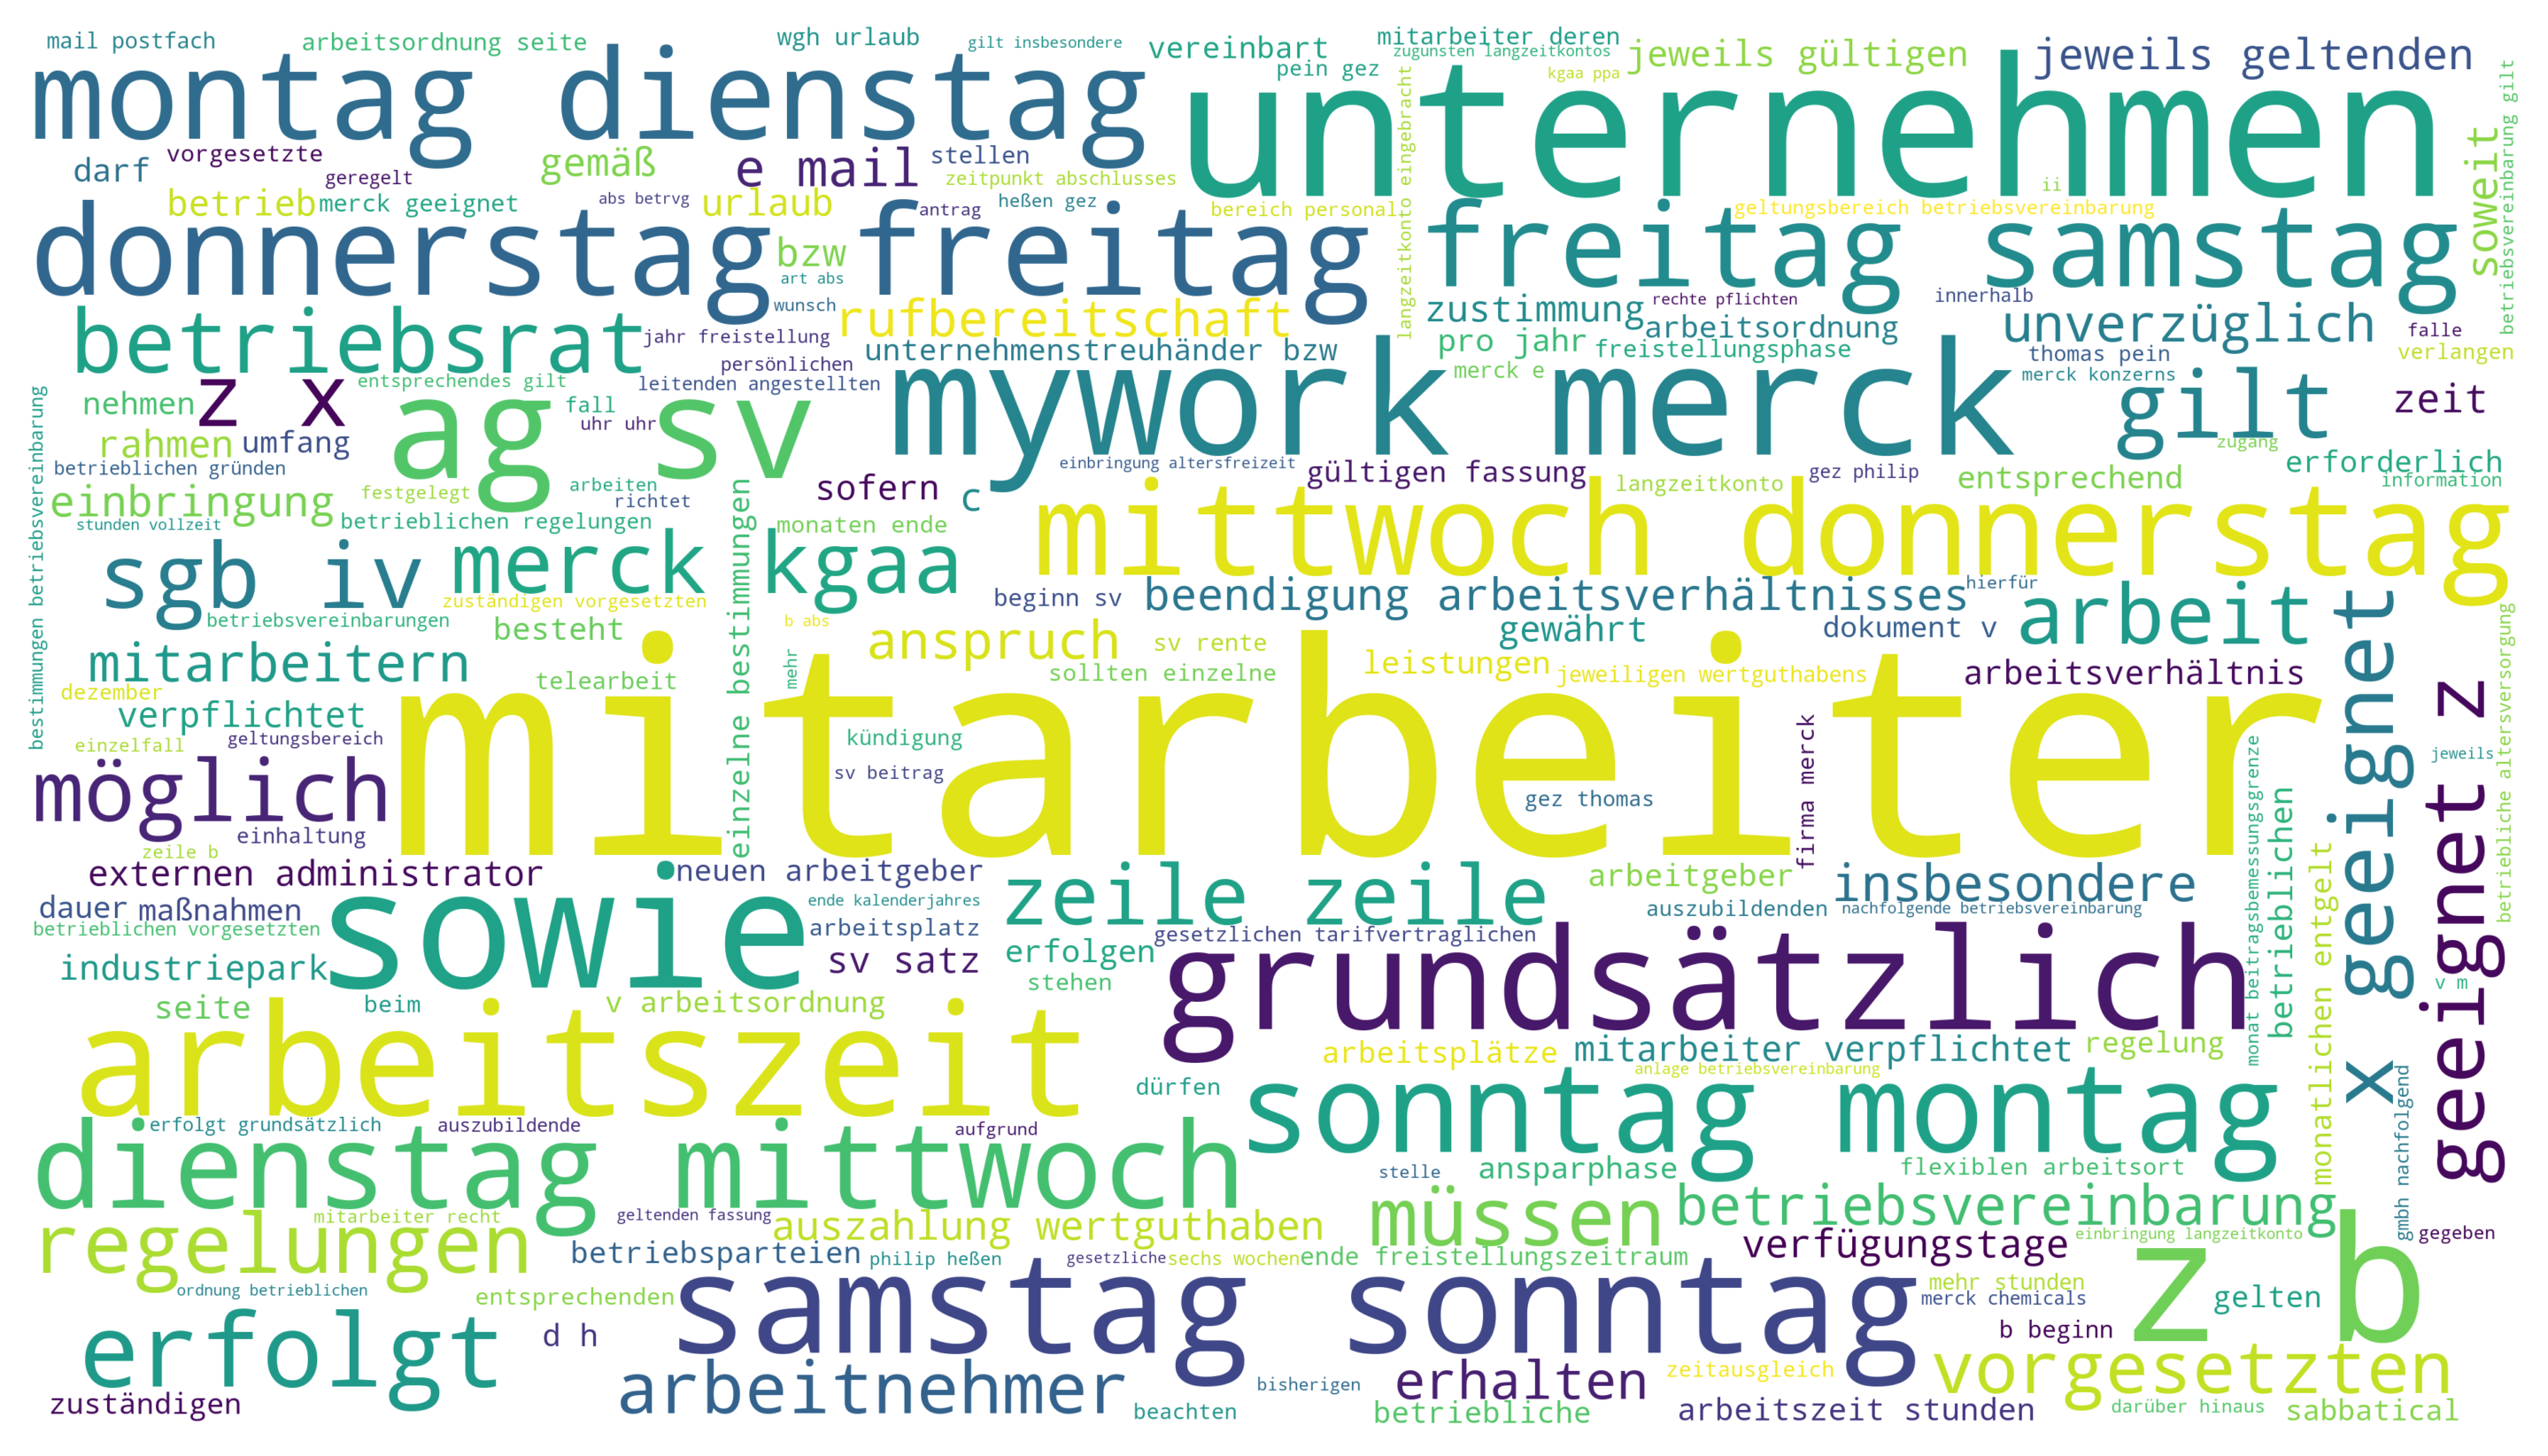 mail postfach
arbeitsordnung seite
wgh urlaub
gilt insbesondere
vereinbart
mitarbeiter deren
zugunsten langzeitkontos
jeweils gültigen
jeweils geltenden
montag dienstag
pein gez
kgaa ppa
unternehmen
langzeitkonto eingebracht
betriebsvereinbarung gilt
soweit
darf
vorgesetzte
geregelt
gemäß
e mail
stellen
zeitpunkt abschlusses
betrieb
merck geeignet
abs betrvg
urlaub
antrag
heßen gez
bereich personal
ii
geltungsbereich betriebsvereinbarung
donnerstag freitag
bzw
art abs
freitag samstag
betriebsrat
wunsch
rufbereitschaft
zustimmung
rechte pflichten
innerhalb
jahr freistellung
arbeitsordnung
unverzüglich
falle
persönlichen
unternehmenstreuhänder bzw
pro jahr
freistellungsphase
thomas pein
verlangen
z x
entsprechendes gilt
leitenden angestellten
merck e
merck konzerns
nehmen
fall
uhr uhr
ag sv
mywork merck
gilt
zeit
rahmen
umfang
zugang
betrieblichen gründen
bestimmungen betriebsvereinbarung
einbringung altersfreizeit
gültigen fassung
langzeitkonto
gez philip
entsprechend
erforderlich
information
einbringung
festgelegt
arbeiten
richtet
sofern
c
stunden vollzeit
betrieblichen regelungen
einzelne bestimmungen
monaten ende
mittwoch donnerstag
sgb iv
merck kgaa
beginn sv
beendigung arbeitsverhältnisses
hierfür
arbeit
zuständigen vorgesetzten
betriebsvereinbarungen
besteht
b abs
anspruch
sv rente
gewährt
dokument v
x geeignet
geeignet z
betriebliche altersversorgung
mitarbeitern
mehr
telearbeit
sollten einzelne
leistungen
jeweiligen wertguthabens
arbeitsverhältnis
dezember
verpflichtet
mitarbeiter
einzelfall
geltungsbereich
kündigung
firma merck
jeweils
möglich
sv beitrag
gez thomas
monat beitragsbemessungsgrenze
betrieblichen
einhaltung
zeile b
monatlichen entgelt
externen administrator
neuen arbeitgeber
zeile zeile
arbeitgeber
insbesondere
dauer
maßnahmen
sowie
ende kalenderjahres
auszubildenden
nachfolgende betriebsvereinbarung
betrieblichen vorgesetzten
arbeitsplatz
gesetzlichen tarifvertraglichen
erfolgen
industriepark
sv satz
grundsätzlich
stehen
v m
seite
beim
v arbeitsordnung
arbeitszeit
arbeitsplätze
mitarbeiter verpflichtet
regelung
anlage betriebsvereinbarung
gmbh nachfolgend
dürfen
sonntag montag
erfolgt grundsätzlich
auszubildende
aufgrund
dienstag mittwoch
stelle
ansparphase
flexiblen arbeitsort
regelungen
mitarbeiter recht
geltenden fassung
auszahlung wertguthaben
müssen
betriebsvereinbarung
betriebsparteien
philip heßen
gesetzliche
sechs wochen
ende freistellungszeitraum
verfügungstage
einbringung langzeitkonto
gegeben
z b
ordnung betrieblichen
entsprechenden
samstag sonntag
mehr stunden
merck chemicals
gelten
erfolgt
d h
b beginn
arbeitnehmer
bisherigen
erhalten
zeitausgleich
vorgesetzten
zuständigen
beachten
betriebliche
arbeitszeit stunden
darüber hinaus
sabbatical